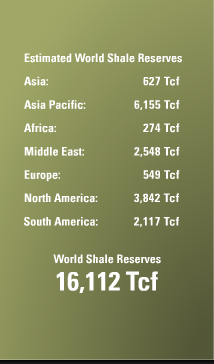 Estimated World Shale Reserves
Asia: 627 Tcf
Asia Pacific: 6,155 Tcf
Africa: 274 Tcf
Middle East: 2,548 Tcf
Europe: 549 Tcf
North America: 3,842 Tcf
South America: 2,117 Tcf
World Shale Reserves
16,112 Tcf